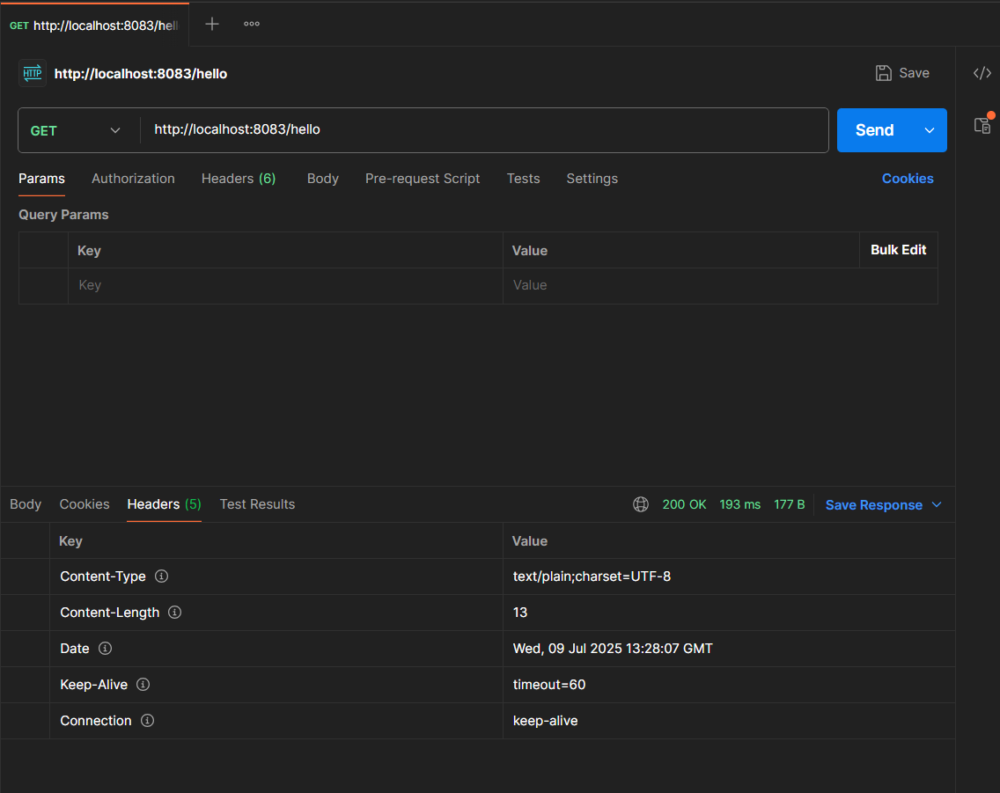 GET http://localhost:8083/hell
HTTP http://localhost:8083/hello Save
GET http://localhost:8083/hello Send
Params Authorization Headers (6) Body Pre-request Script Tests Settings Cookies
Query Params
Key Value Bulk Edit
Key Value
Body Cookies Headers (5) Test Results 200 OK 193 ms 177 B Save Response
Key Value
Content-Type text/plain;charset=UTF-8
Content-Length 13
Date Wed, 09 Jul 2025 13:28:07 GMT
Keep-Alive timeout=60
Connection keep-alive